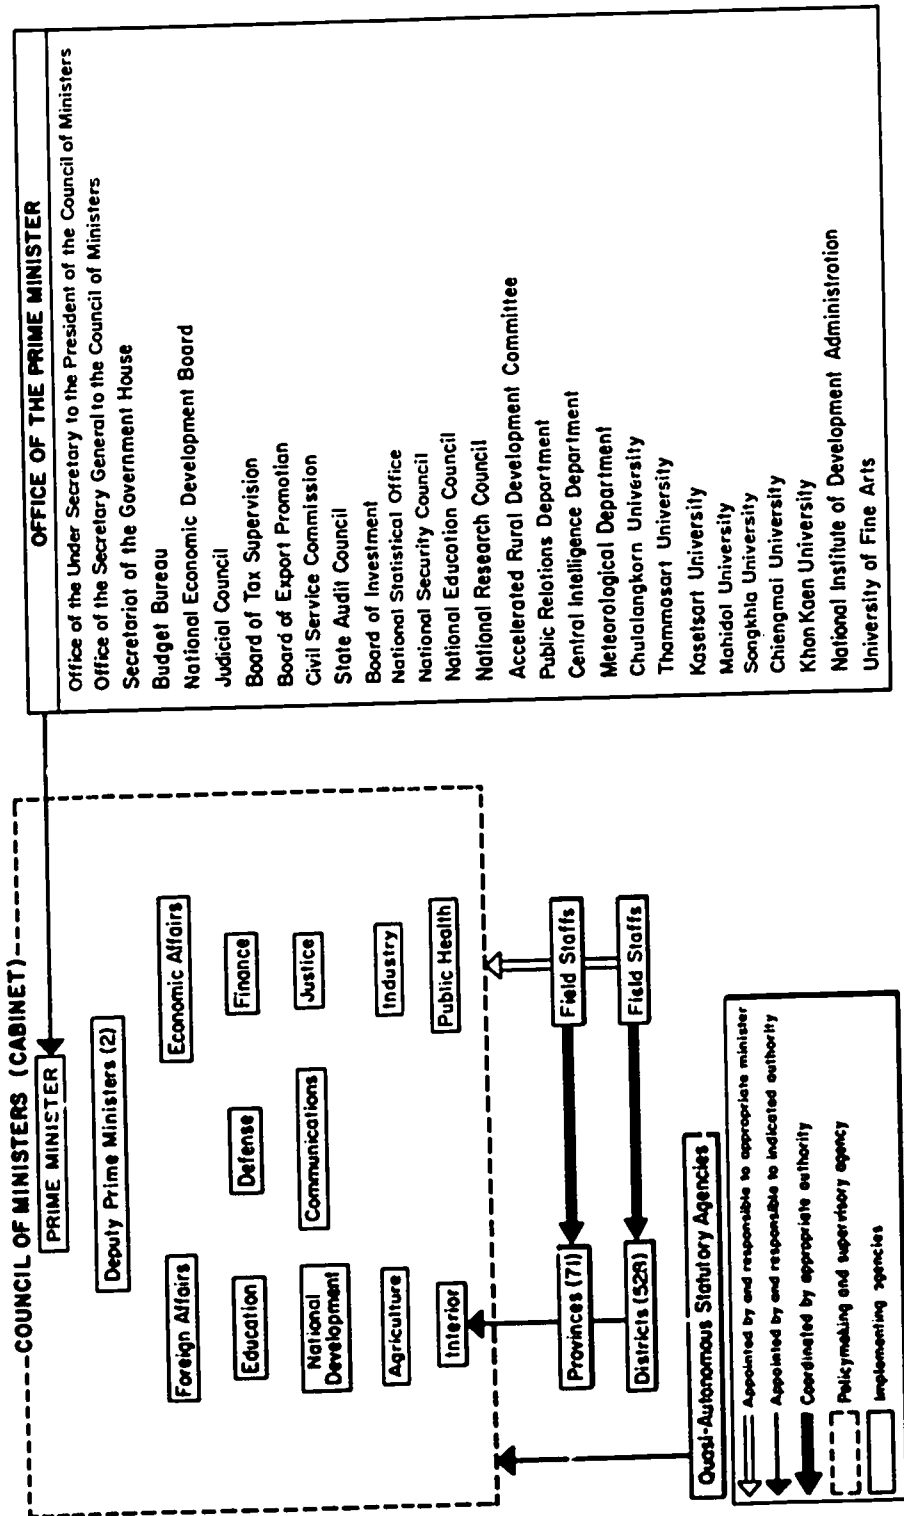 COUNCIL OF MINISTERS (CABINET)
PRIME MINISTER
Deputy Prime Ministers (2)
Foreign Affairs
Economic Affairs
Education
Defense
Finance
National
Development
Communications
Justice
Agriculture
Industry
Interior
Public Health
Provinces (71)
Field Staffs
Districts (529)
Field Staffs
Quasi-Autonomous Statutory Agencies
Appointed by and responsible to appropriate minister
Appointed by and responsible to indicated authority
Coordinated by appropriate authority
Policymaking and supervisory agency
Implementing agencies
OFFICE OF THE PRIME MINISTER
Office of the Under Secretary to the President of the Council of Ministers
Office of the Secretary General to the Council of Ministers
Secretariat of the Government House
Budget Bureau
National Economic Development Board
Judicial Council
Board of Tax Supervision
Board of Export Promotian
Civil Service Commission
State Audit Council
Board of Investment
National Statistical Office
National Security Council
National Education Council
National Research Council
Accelerated Rural Development Committee
Public Relations Department
Central Intelligence Department
Meteorological Department
Chulalangkorn University
Thammosart University
Kasetsart University
Mahidol University
Songkhla University
Chiengmai University
Khon Kaen University
National Institute of Development Administration
University of Fine Arts